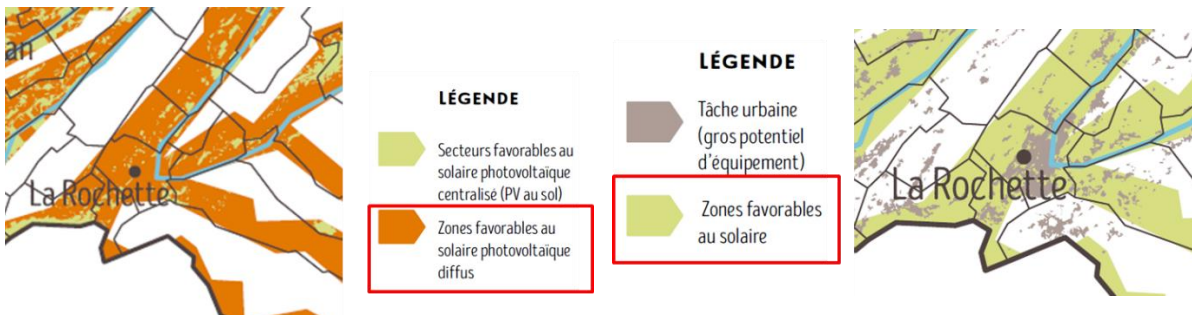 an
La Rochette
LÉGENDE
Secteurs favorables au
solaire photovoltaïque
centralisé (PV au sol)
Zones favorables au
solaire photovoltaïque
diffus
LÉGENDE
Tâche urbaine
(gros potentiel
d'équipement)
Zones favorables
au solaire
La Rochette